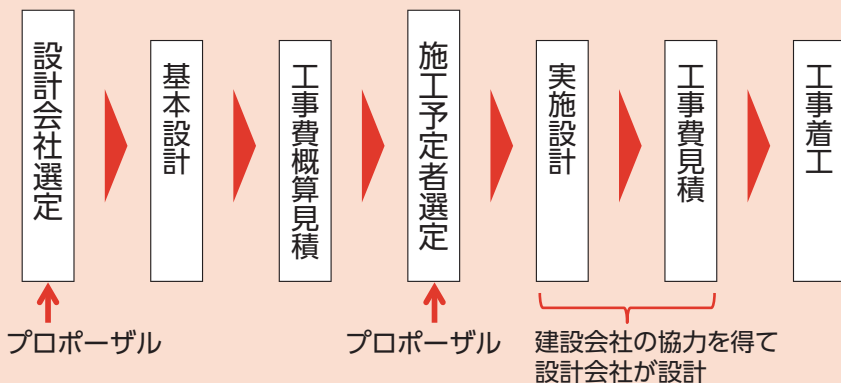 設計会社選定
基本設計
工事費概算見積
施工予定者選定
実施設計
工事費見積
工事着工
プロポーザル
プロポーザル
建設会社の協力を得て
設計会社が設計